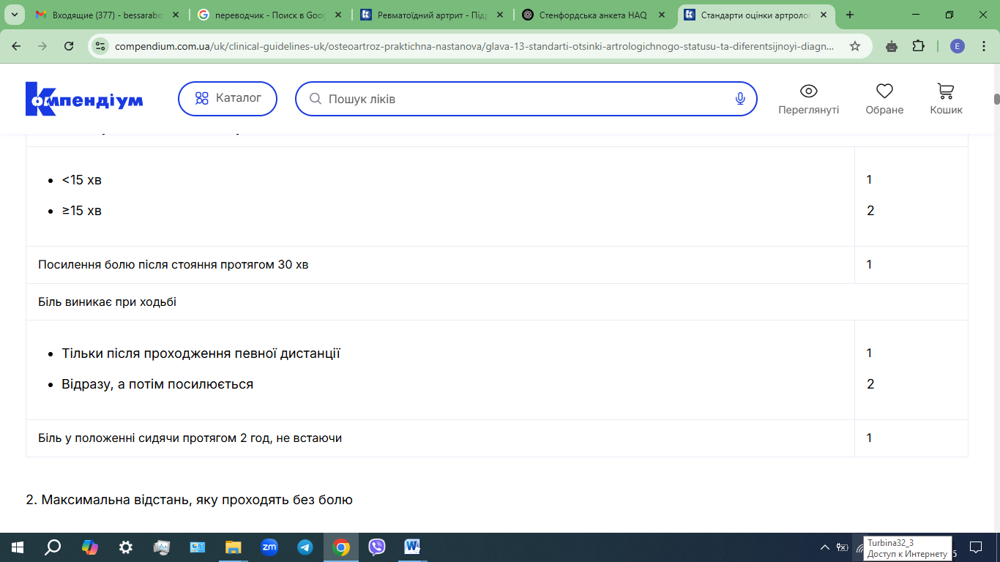 Входящие (377) - bessarabo
переводчик - Поиск в Goog
Ревматоїдний артрит - Підр
Стенфордська анкета HAQ
Стандарти оцінки артролог
compendium.com.ua/uk/clinical-guidelines-uk/osteoartroz-praktichna-nastanova/glava-13-standarti-otsinki-artrologichnogo-statusu-ta-diferentsijnoyi-diagn...
E
Компендіум
Каталог
Пошук ліків
Переглянуті
Обране
Кошик
<15 хв 1
≥15 хв 2
Посилення болю після стояння протягом 30 хв 1
Біль виникає при ходьбі
Тільки після проходження певної дистанції 1
Відразу, а потім посилюється 2
Біль у положенні сидячи протягом 2 год, не встаючи 1
2. Максимальна відстань, яку проходять без болю
zm
Turbina32_3
Доступ к Интернету
5